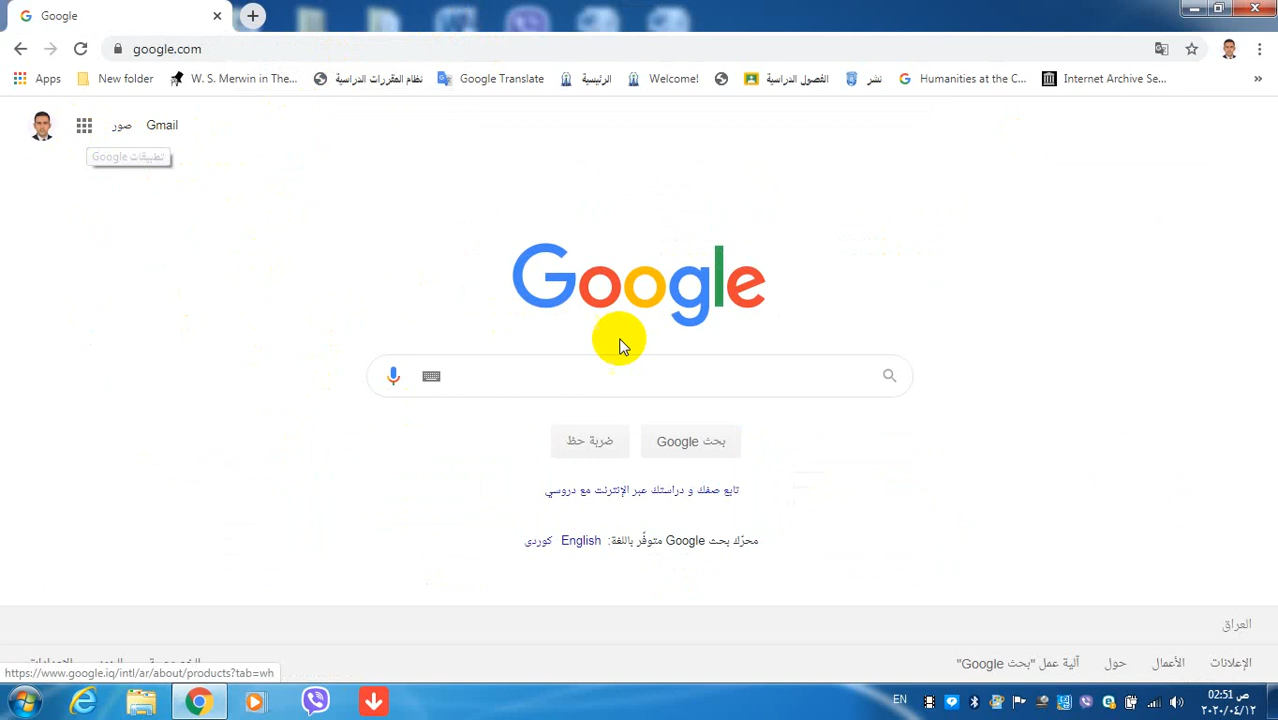 Google
google.com
Apps
New folder
W. S. Merwin in The...
نظام المقررات الدراسية
Google Translate
الرئيسية
Welcome!
الفصول الدراسية
نشر
Humanities at the C...
Internet Archive Se...
»
صور
Gmail
تطبيقات Google
Google
بحث Google
ضربة حظ
تابع صفك و دراستك عبر الإنترنت مع دروسي
محرّك بحث Google متوفّر باللغة: English کوردی
العراق
الإعلانات
الأعمال
حول
آلية عمل "بحث Google"
https://www.google.iq/intl/ar/about/products?tab=wh
EN
02:51 ص
٢٠٢٠/٠٤/١٢